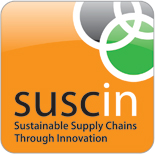 suscin
Sustainable Supply Chains
Through Innovation